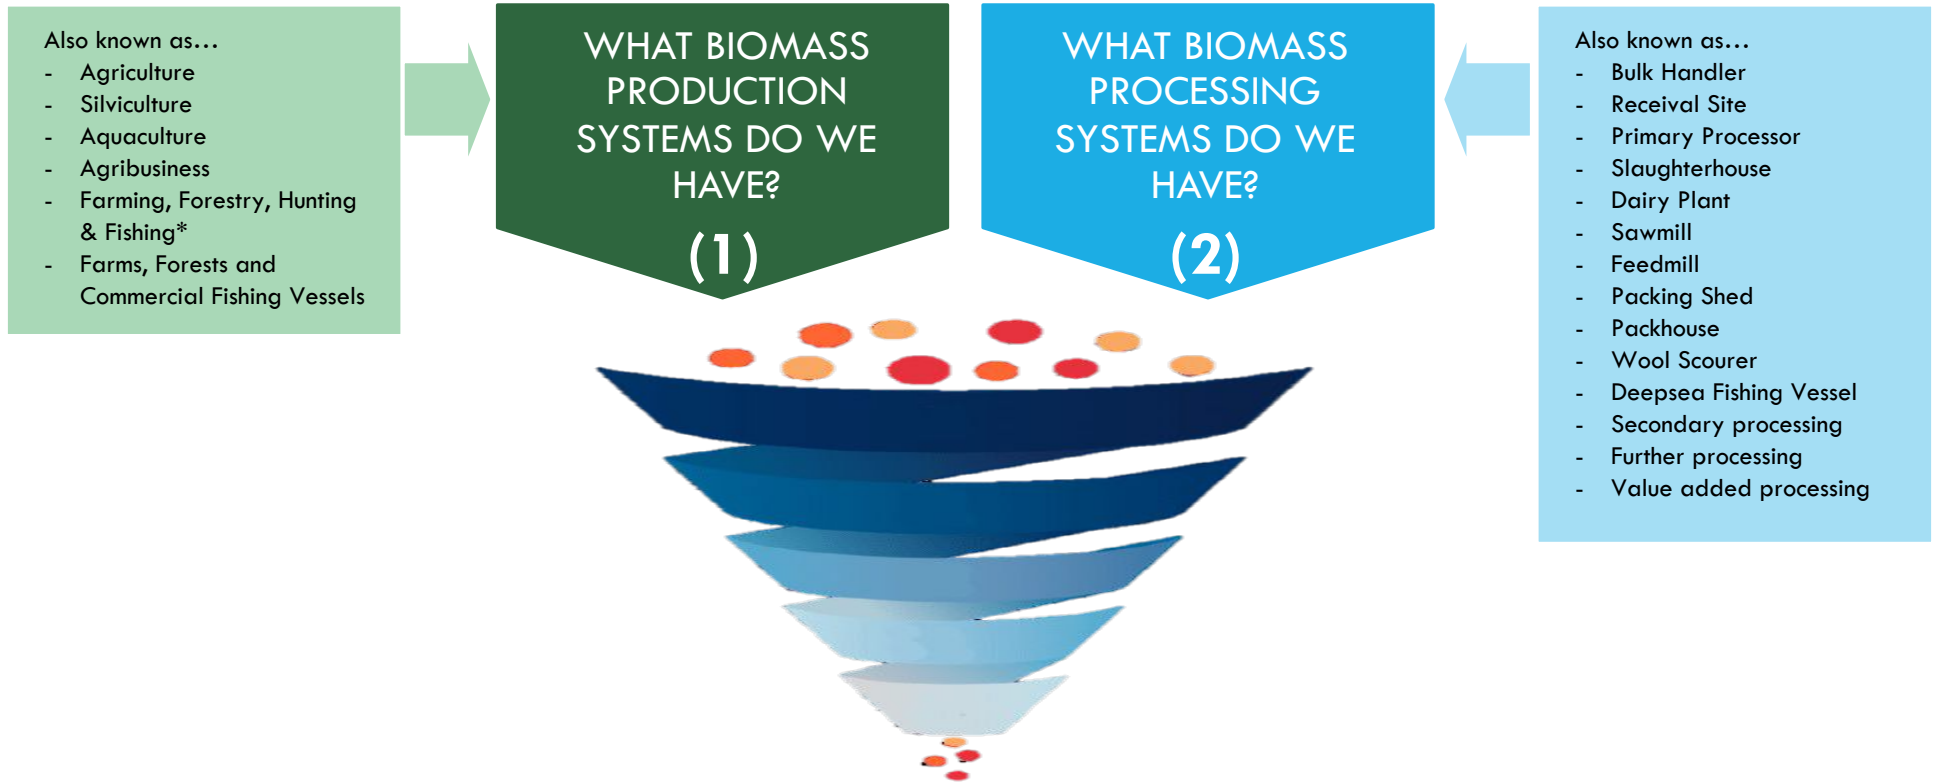 Also known as...
- Agriculture
- Silviculture
- Aquaculture
- Agribusiness
- Farming, Forestry, Hunting
& Fishing*
- Farms, Forests and
Commercial Fishing Vessels
WHAT BIOMASS
PRODUCTION
SYSTEMS DO WE
HAVE?
(1)
WHAT BIOMASS
PROCESSING
SYSTEMS DO WE
HAVE?
(2)
Also known as...
- Bulk Handler
- Receival Site
- Primary Processor
- Slaughterhouse
- Dairy Plant
- Sawmill
- Feedmill
- Packing Shed
- Packhouse
- Wool Scourer
- Deepsea Fishing Vessel
- Secondary processing
- Further processing
- Value added processing